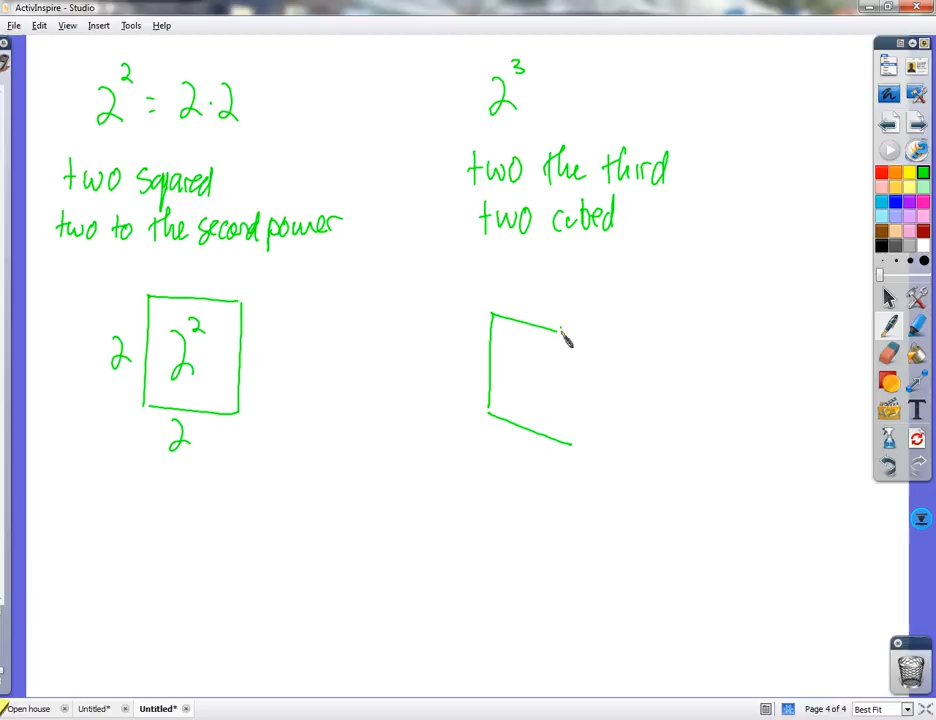 ActivInspire - Studio
File Edit View Insert Tools Help
2² = 2·2
two squared
two to the second power
2³
two the third
two cubed
2 2²
2
T
Open house Untitled* Untitled* Page 4 of 4 Best Fit